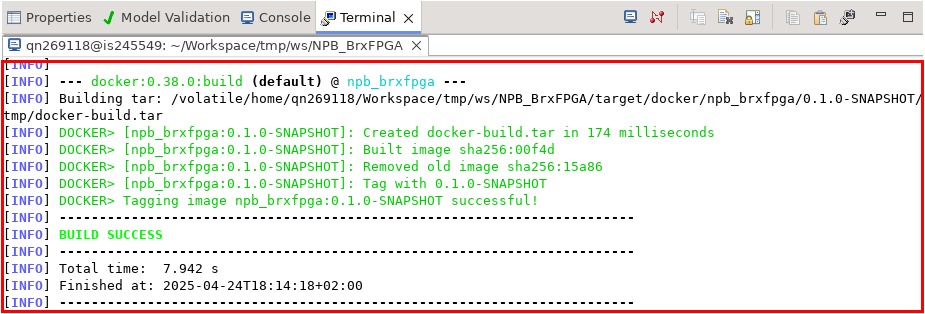 Properties Model Validation Console Terminal
qn269118@is245549: ~/Workspace/tmp/ws/NPB_BrxFPGA
[INFO]
[INFO] --- docker:0.38.0:build (default) @ npb_brxfpga ---
[INFO] Building tar: /volatile/home/qn269118/Workspace/tmp/ws/NPB_BrxFPGA/target/docker/npb_brxfpga/0.1.0-SNAPSHOT/
tmp/docker-build.tar
[INFO] DOCKER> [npb_brxfpga:0.1.0-SNAPSHOT]: Created docker-build.tar in 174 milliseconds
[INFO] DOCKER> [npb_brxfpga:0.1.0-SNAPSHOT]: Built image sha256:00f4d
[INFO] DOCKER> [npb_brxfpga:0.1.0-SNAPSHOT]: Removed old image sha256:15a86
[INFO] DOCKER> [npb_brxfpga:0.1.0-SNAPSHOT]: Tag with 0.1.0-SNAPSHOT
[INFO] DOCKER> Tagging image npb_brxfpga:0.1.0-SNAPSHOT successful!
[INFO] ------------------------------------------------------------------------
[INFO] BUILD SUCCESS
[INFO] ------------------------------------------------------------------------
[INFO] Total time:  7.942 s
[INFO] Finished at: 2025-04-24T18:14:18+02:00
[INFO] ------------------------------------------------------------------------